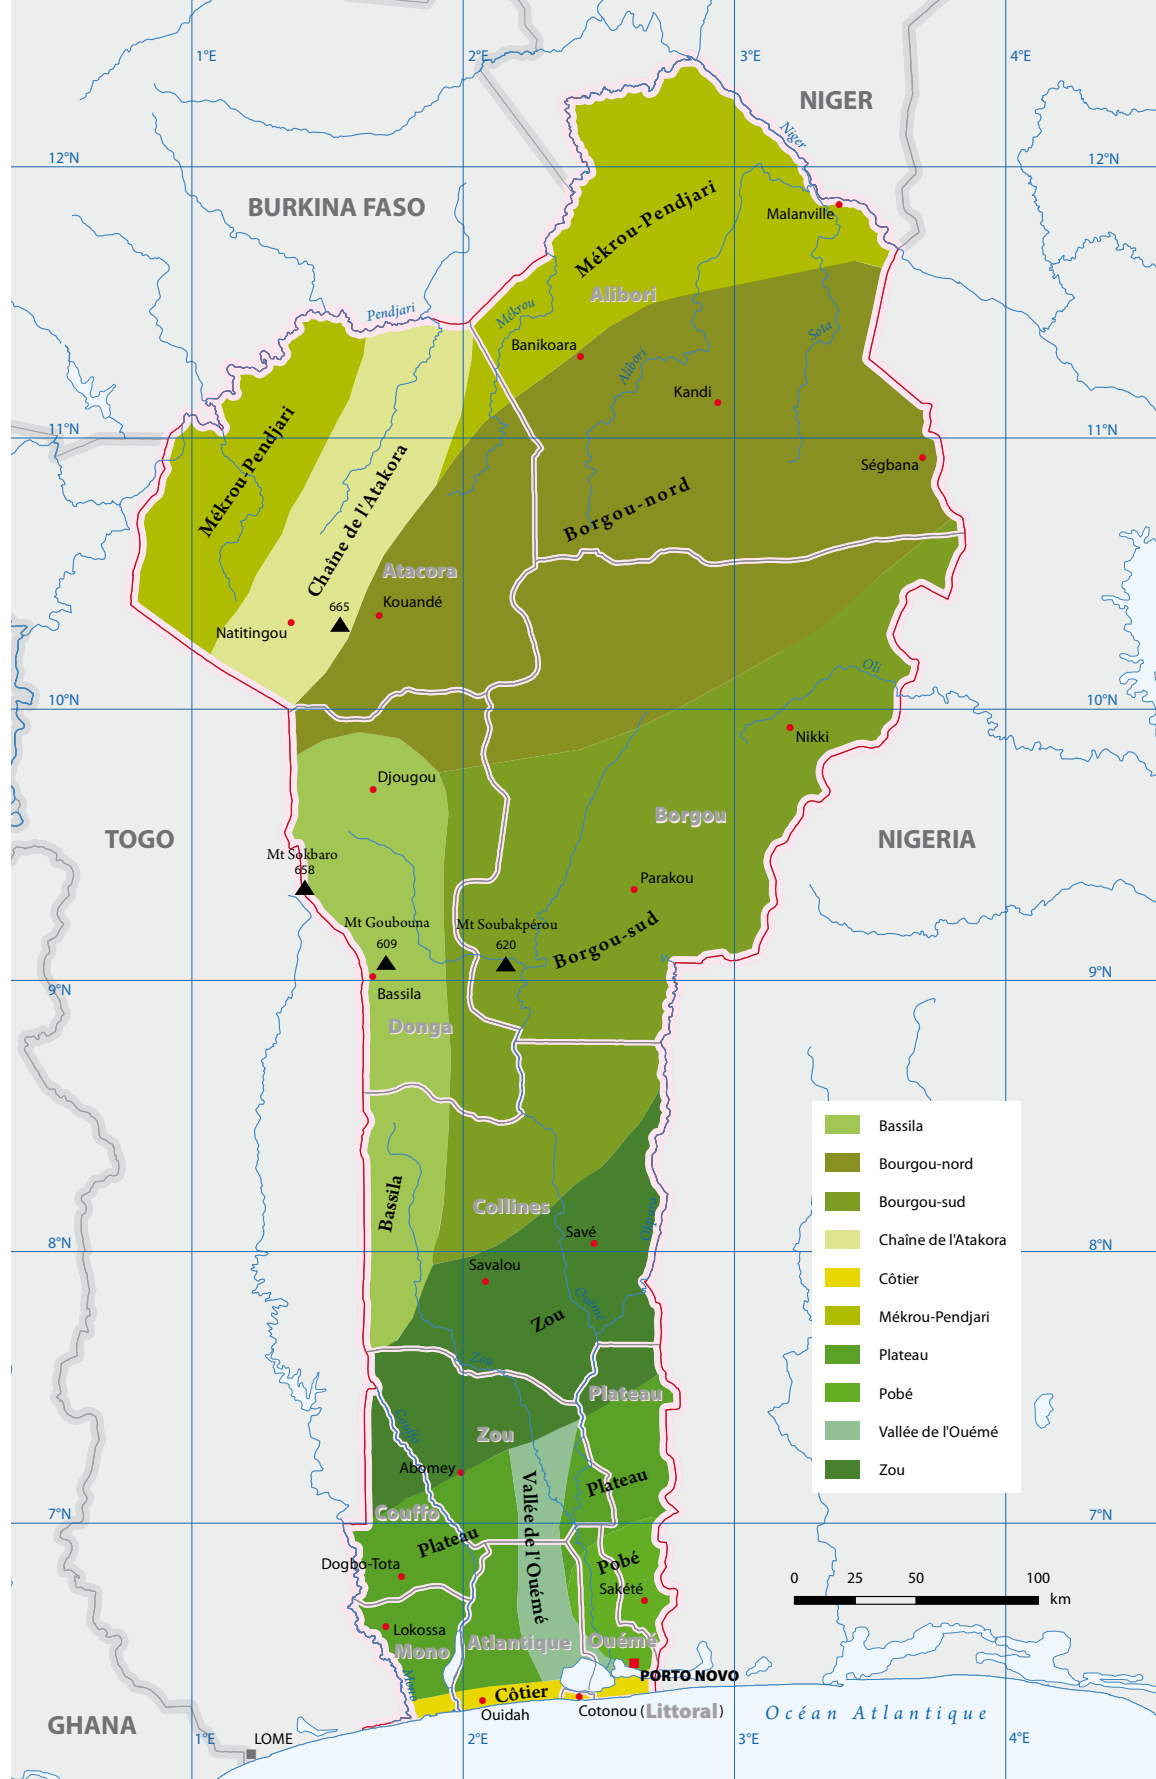 1°E
2°E
3°E
4°E
NIGER
Niger
12°N
12°N
BURKINA FASO
Mékrou-Pendjari
Malanville
Alibori
Pendjari
Mékrou
Banikoara
Alibori
Sota
Kandi
11°N
11°N
Mékrou-Pendjari
Chaîne de l'Atakora
Ségbana
Borgou-nord
Atacora
665
Kouandé
Natitingou
Oli
10°N
10°N
Nikki
Djougou
Borgou
TOGO
NIGERIA
Mt Sokbaro
658
Parakou
Mt Goubouna
609
Mt Soubakpérou
620
Borgou-sud
9°N
9°N
Bassila
Donga
Bassila
Collines
Okpara
Savé
8°N
8°N
Savalou
Ouémé
Zou
Zou
Plateau
Couffo
Zou
Abomey
Vallée de l'Ouémé
Plateau
Couffo
7°N
7°N
Plateau
Dogbo-Tota
Pobé
Sakété
Lokossa
Mono
Atlantique
Ouémé
Mono
PORTO NOVO
Côtier
Ouidah
Cotonou (Littoral)
Océan Atlantique
GHANA
LOME
1°E
2°E
3°E
4°E
Bassila
Bourgou-nord
Bourgou-sud
Chaîne de l'Atakora
Côtier
Mékrou-Pendjari
Plateau
Pobé
Vallée de l'Ouémé
Zou
0 25 50 100
km